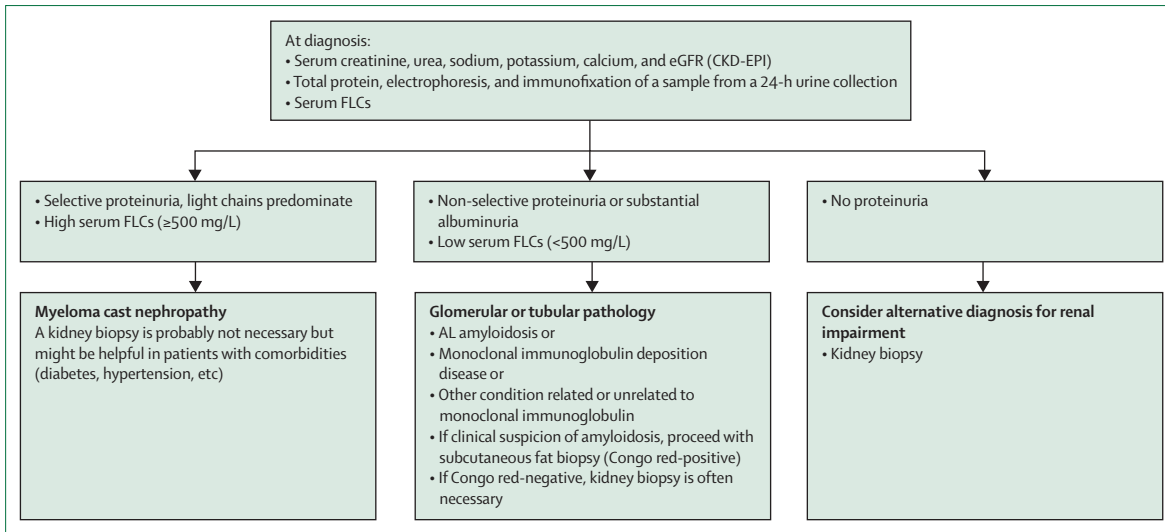 At diagnosis:
• Serum creatinine, urea, sodium, potassium, calcium, and eGFR (CKD-EPI)
• Total protein, electrophoresis, and immunofixation of a sample from a 24-h urine collection
• Serum FLCs
• Selective proteinuria, light chains predominate
• High serum FLCs (≥500 mg/L)
• Non-selective proteinuria or substantial
albuminuria
• Low serum FLCs (<500 mg/L)
• No proteinuria
Myeloma cast nephropathy
A kidney biopsy is probably not necessary but
might be helpful in patients with comorbidities
(diabetes, hypertension, etc)
Glomerular or tubular pathology
• AL amyloidosis or
• Monoclonal immunoglobulin deposition
disease or
• Other condition related or unrelated to
monoclonal immunoglobulin
• If clinical suspicion of amyloidosis, proceed with
subcutaneous fat biopsy (Congo red-positive)
• If Congo red-negative, kidney biopsy is often
necessary
Consider alternative diagnosis for renal
impairment
• Kidney biopsy